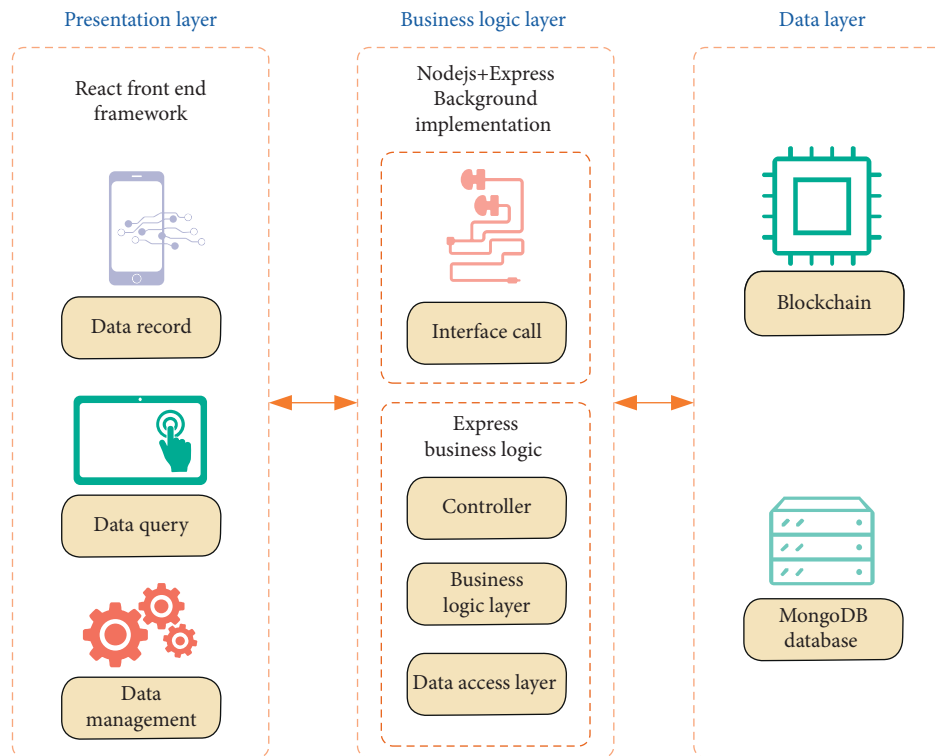 Presentation layer
React front end
framework
Data record
Data query
Data
management
Business logic layer
Nodejs+Express
Background
implementation
Interface call
Express
business logic
Controller
Business
logic layer
Data access layer
Data layer
Blockchain
MongoDB
database